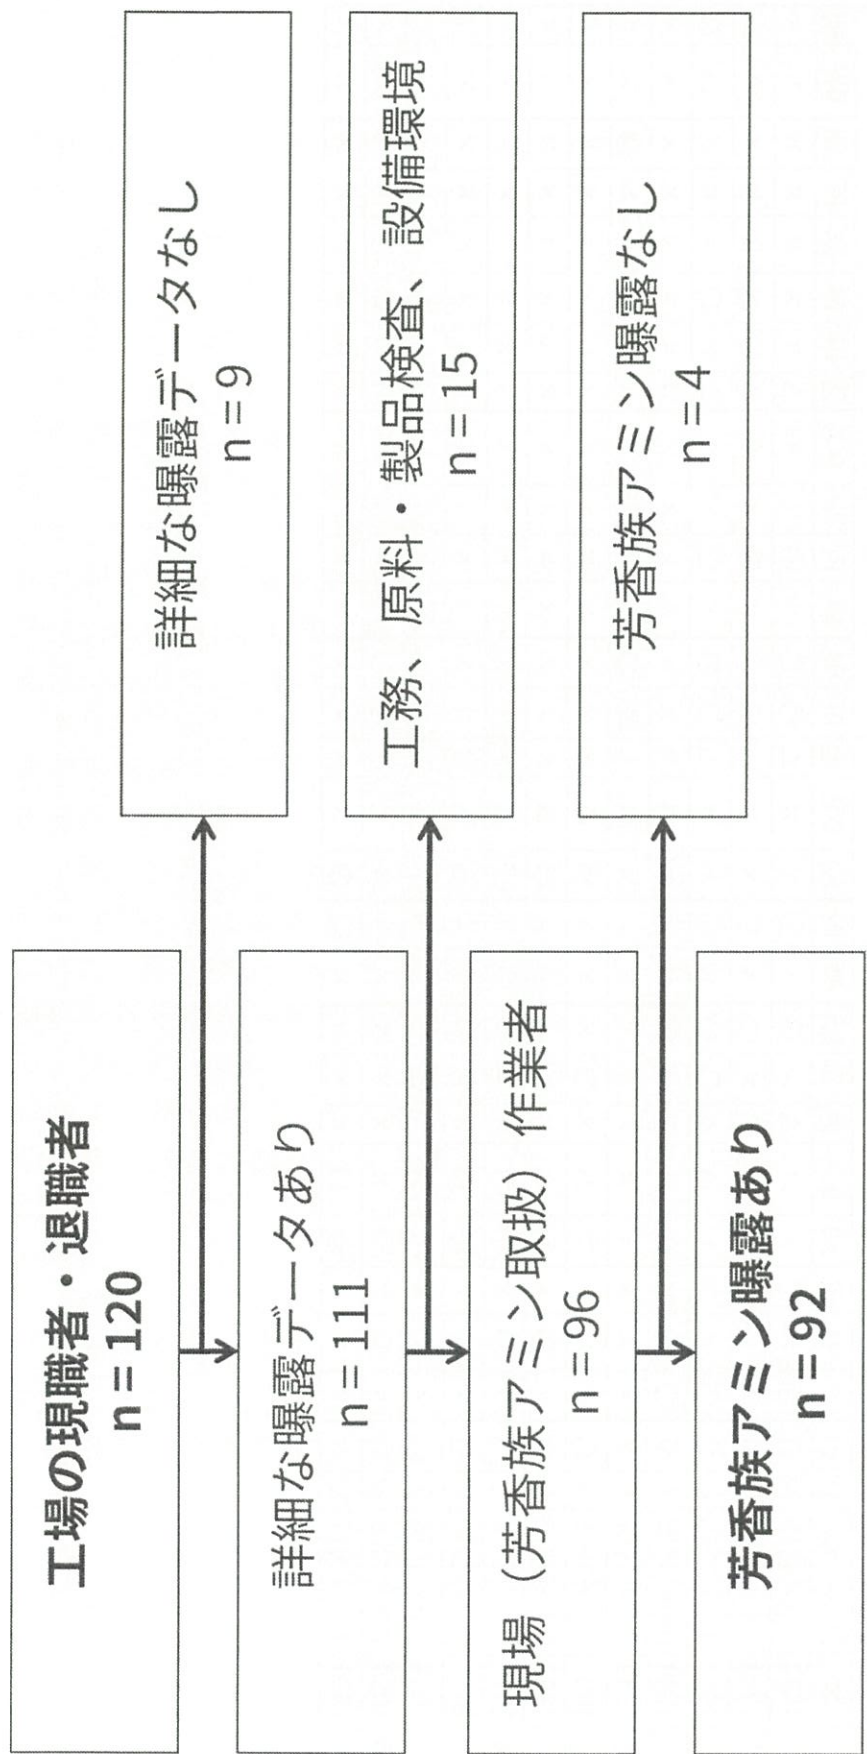 工場の現職者・退職者
n = 120
詳細な曝露データなし
n = 9
詳細な曝露データあり
n = 111
工務、原料・製品検査、設備環境
n = 15
現場（芳香族アミン取扱）作業者
n = 96
芳香族アミン曝露なし
n = 4
芳香族アミン曝露あり
n = 92